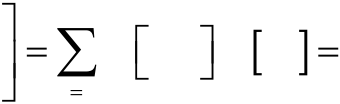 ] = ∑ [ ] [ ] =
=